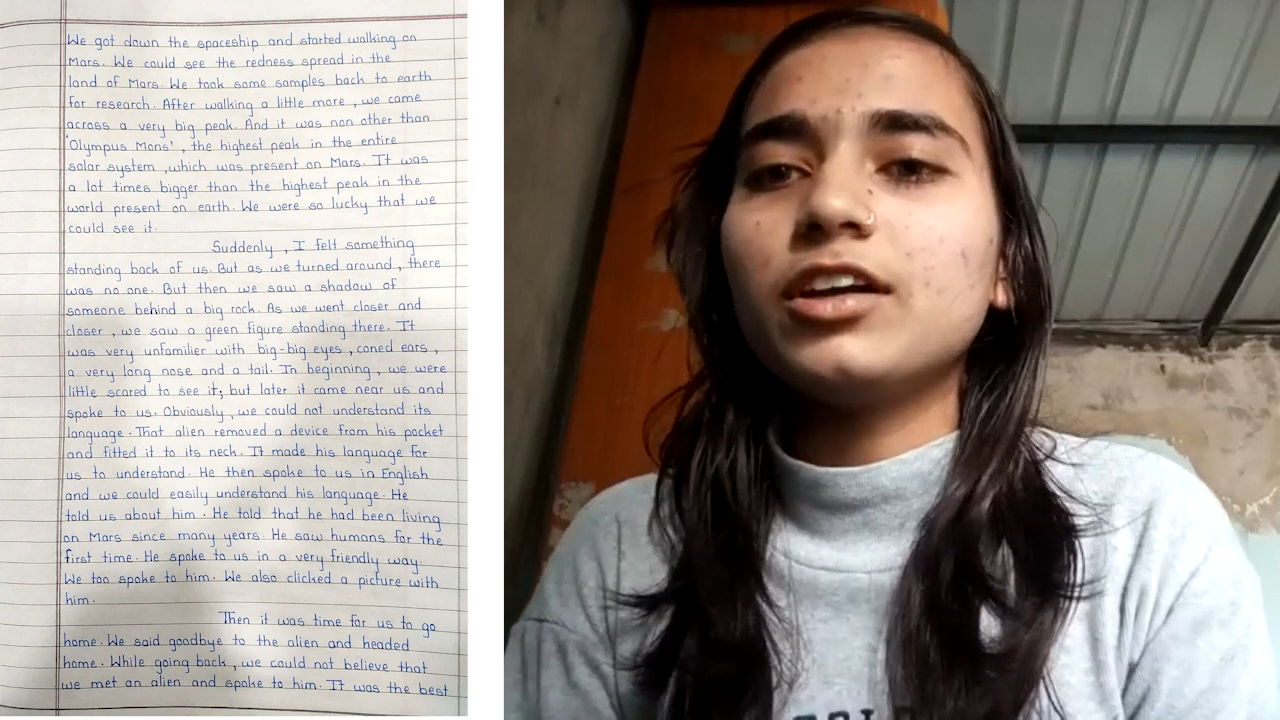 We got down the spaceship and started walking on
Mars. We could see the redness spread in the
land of Mars. We took some samples back to earth
for research. After walking a little more , we came
across a very big peak. And it was non other than
'Olympus Mons' , the highest peak in the entire
solar system ,which was present on Mars. It was
a lot times bigger than the highest peak in the
world present on earth. We were so lucky that we
could see it.
Suddenly , I felt something
standing back of us. But as we turned around , there
was no one. But then we saw a shadow of
someone behind a big rock. As we went closer and
closer , we saw a green figure standing there. It
was very unfamilier with big-big eyes , coned ears ,
a very long nose and a tail. In beginning , we were
little scared to see it; but later it came near us and
spoke to us. Obviously , we could not understand its
language. That alien removed a device from his pocket
and fitted it to its neck. It made his language for
us to understand. He then spoke to us in English
and we could easily understand his language. He
told us about him. He told that he had been living
on Mars since many years. He saw humans for the
first time. He spoke to us in a very friendly way.
We too spoke to him. We also clicked a picture with
him.
Then it was time for us to go
home. We said goodbye to the alien and headed
home. While going back , we could not believe that
we met an alien and spoke to him. It was the best